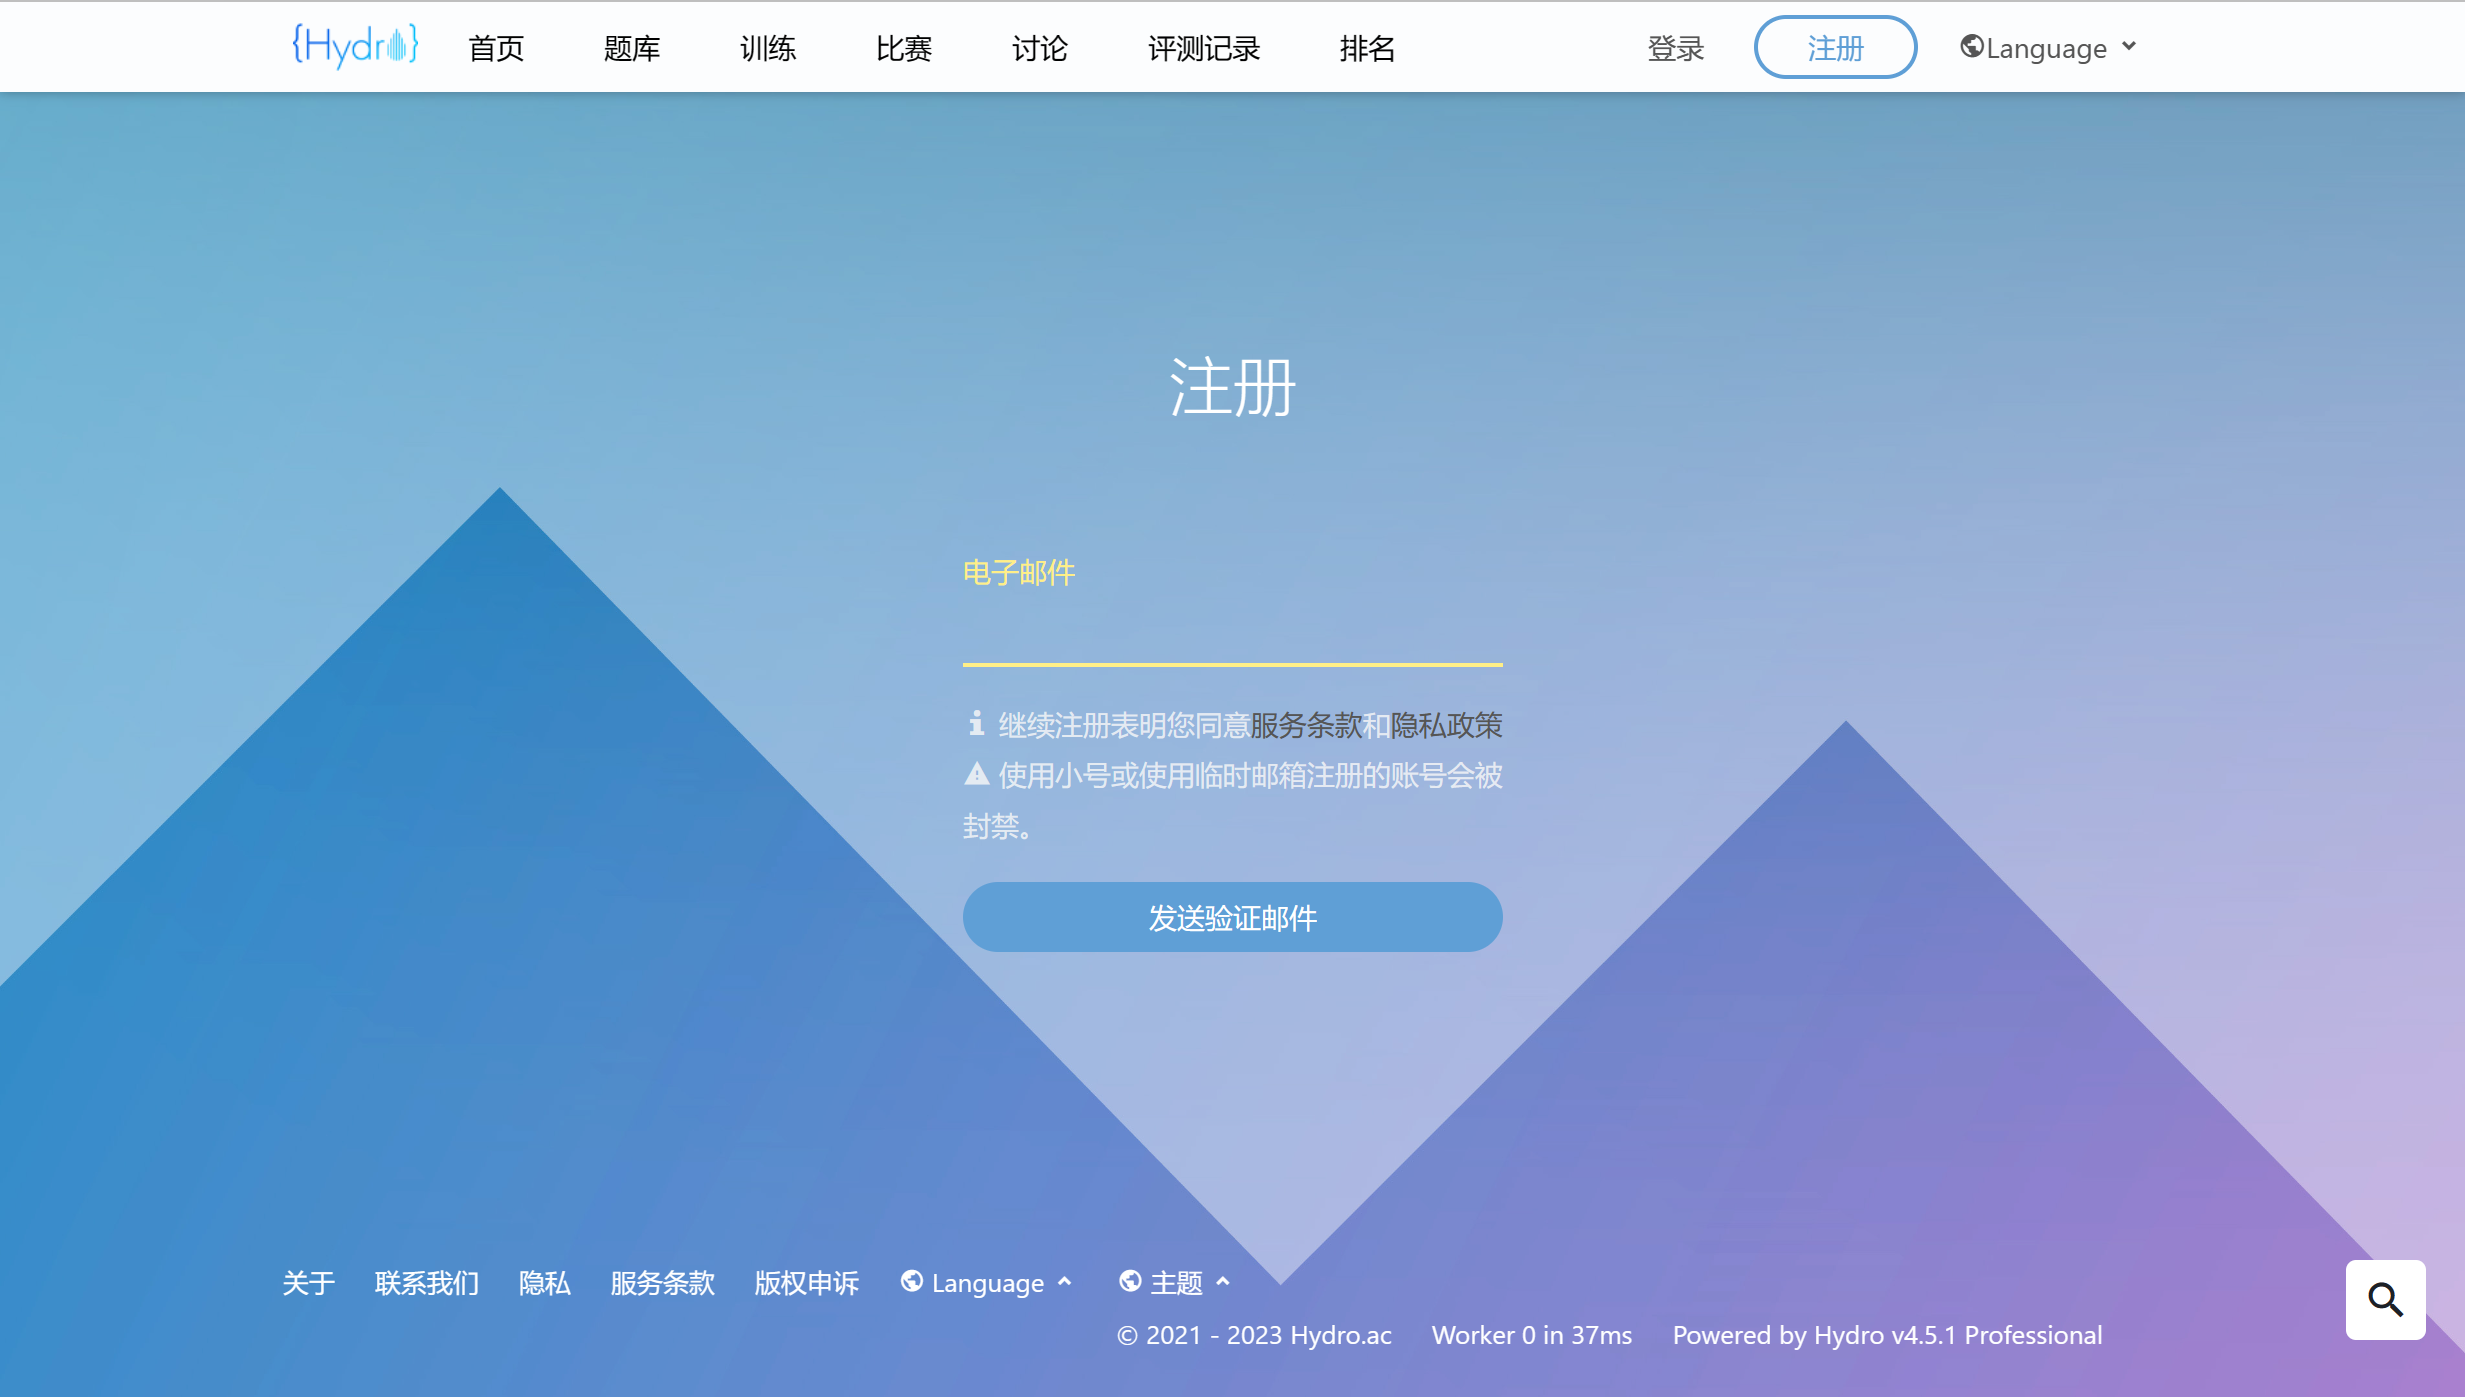 {Hydro} 首页 题库 训练 比赛 讨论 评测记录 排名 登录 注册 Language
注册
电子邮件
继续注册表明您同意服务条款和隐私政策
使用小号或使用临时邮箱注册的账号会被
封禁。
发送验证邮件
关于 联系我们 隐私 服务条款 版权申诉 Language 主题
© 2021 - 2023 Hydro.ac Worker 0 in 37ms Powered by Hydro v4.5.1 Professional